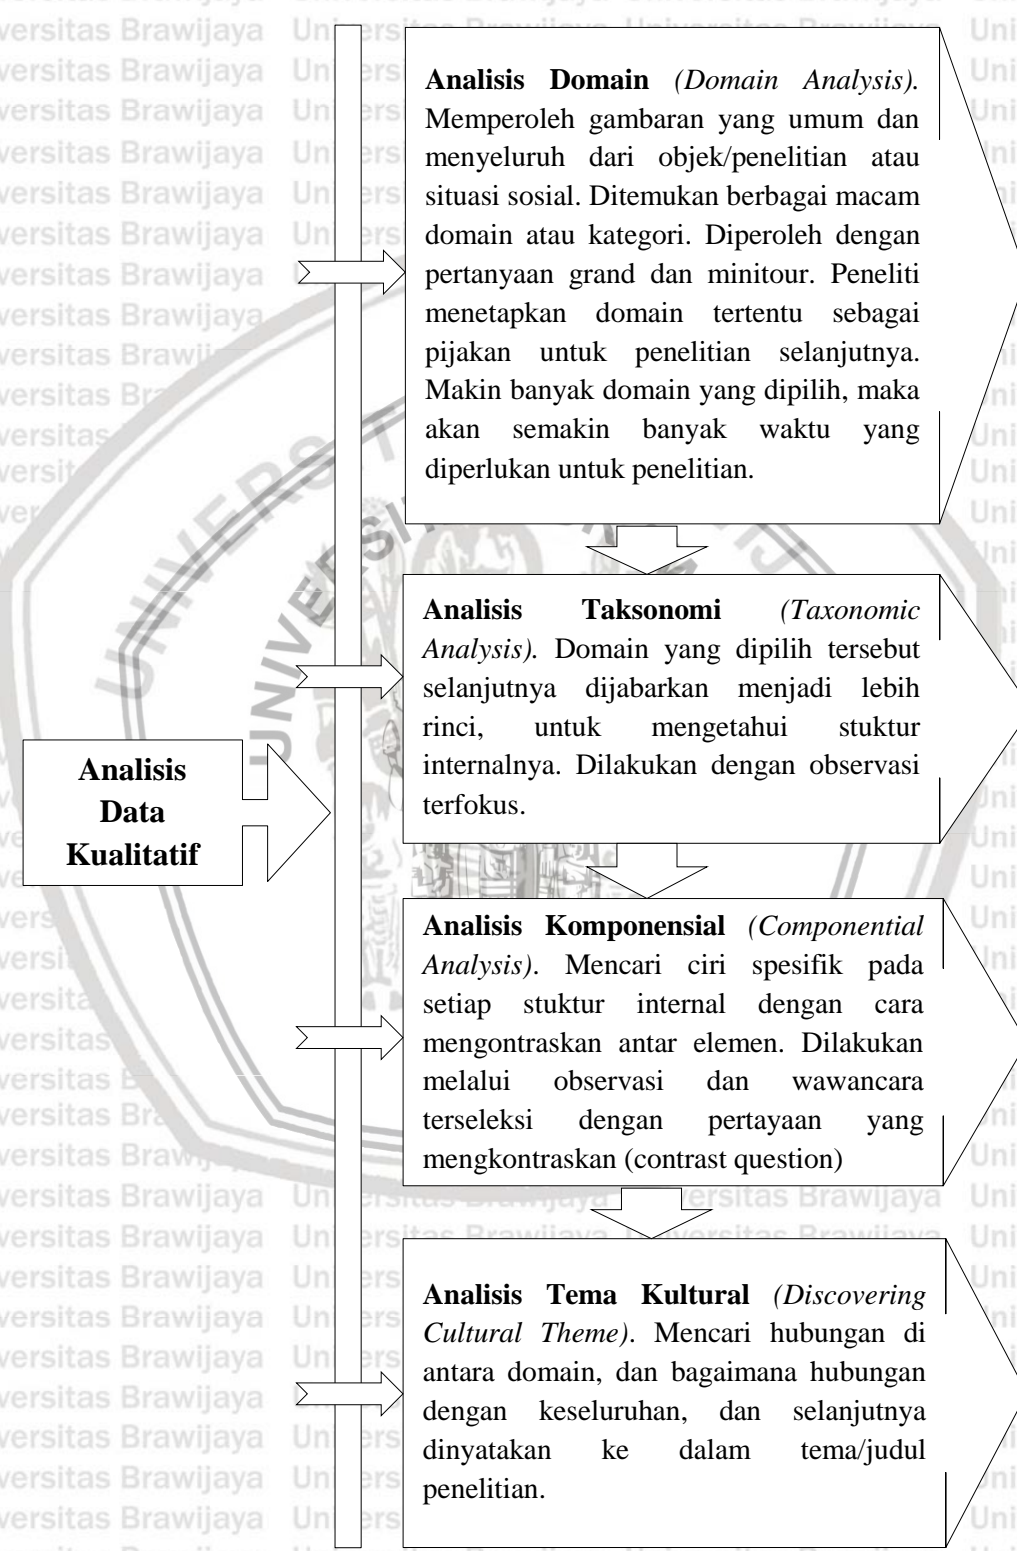 Analisis Domain (Domain Analysis).
Memperoleh gambaran yang umum dan
menyeluruh dari objek/penelitian atau
situasi sosial. Ditemukan berbagai macam
domain atau kategori. Diperoleh dengan
pertanyaan grand dan minitour. Peneliti
menetapkan domain tertentu sebagai
pijakan untuk penelitian selanjutnya.
Makin banyak domain yang dipilih, maka
akan semakin banyak waktu yang
diperlukan untuk penelitian.
Analisis Taksonomi (Taxonomic
Analysis). Domain yang dipilih tersebut
selanjutnya dijabarkan menjadi lebih
rinci, untuk mengetahui stuktur
internalnya. Dilakukan dengan observasi
terfokus.
Analisis
Data
Kualitatif
Analisis Komponensial (Componential
Analysis). Mencari ciri spesifik pada
setiap stuktur internal dengan cara
mengontraskan antar elemen. Dilakukan
melalui observasi dan wawancara
terseleksi dengan pertayaan yang
mengkontraskan (contrast question)
Analisis Tema Kultural (Discovering
Cultural Theme). Mencari hubungan di
antara domain, dan bagaimana hubungan
dengan keseluruhan, dan selanjutnya
dinyatakan ke dalam tema/judul
penelitian.